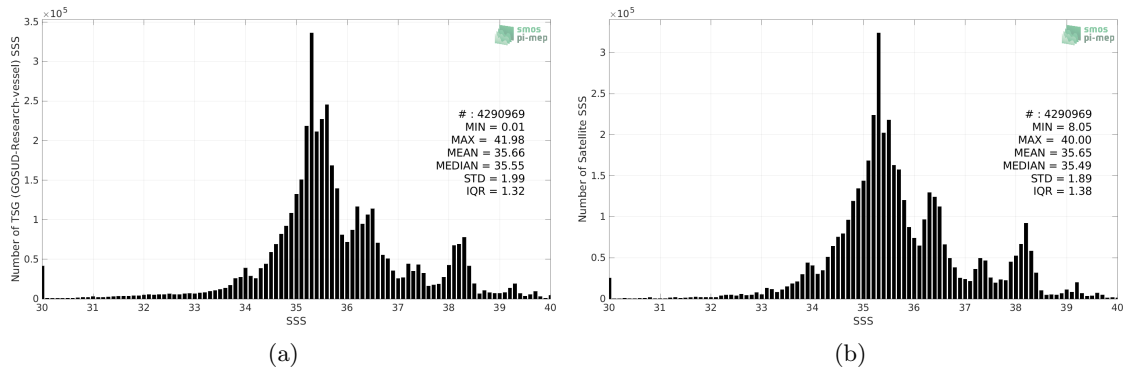 ×10⁵
3.5
3
2.5
2
1.5
1
0.5
0
30 31 32 33 34 35 36 37 38 39 40
SSS
Number of TSG (GOSUD-Research-vessel) SSS
smos
pi-mep
# : 4290969
MIN = 0.01
MAX = 41.98
MEAN = 35.66
MEDIAN = 35.55
STD = 1.99
IQR = 1.32
(a)
×10⁵
3
2.5
2
1.5
1
0.5
0
30 31 32 33 34 35 36 37 38 39 40
SSS
Number of Satellite SSS
smos
pi-mep
# : 4290969
MIN = 8.05
MAX = 40.00
MEAN = 35.65
MEDIAN = 35.49
STD = 1.89
IQR = 1.38
(b)